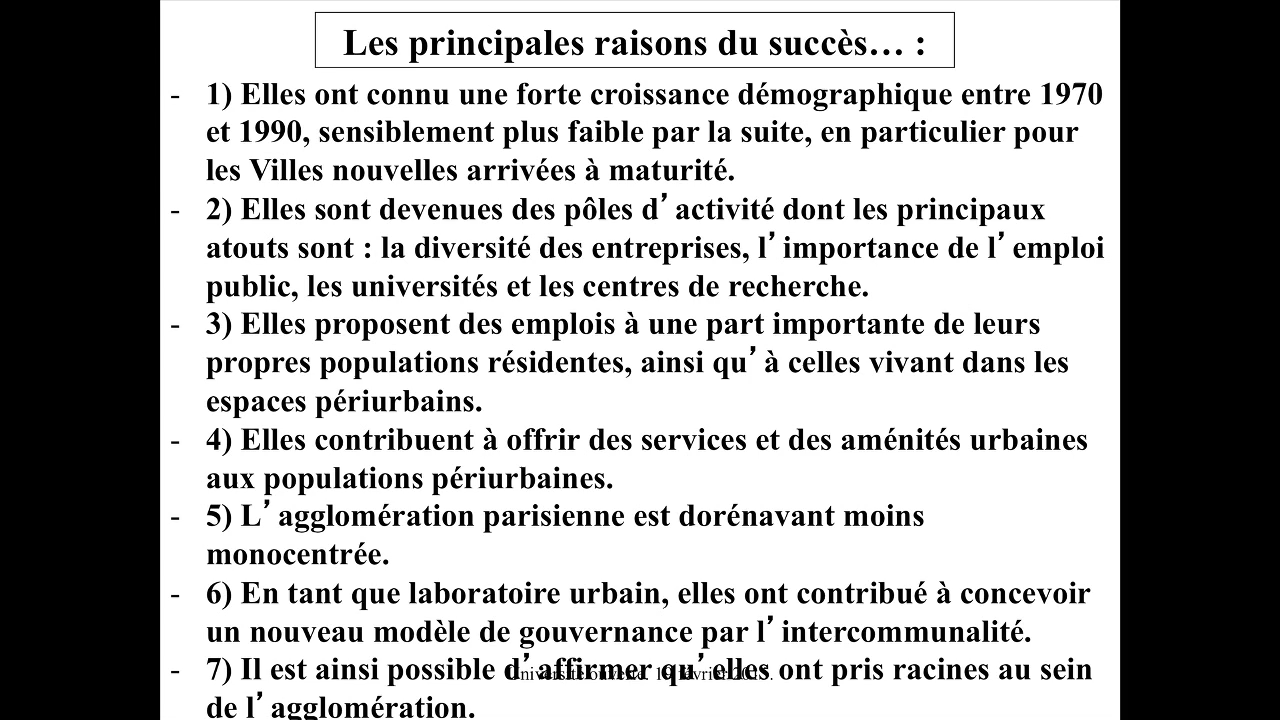 Les principales raisons du succès… :
- 1) Elles ont connu une forte croissance démographique entre 1970
et 1990, sensiblement plus faible par la suite, en particulier pour
les Villes nouvelles arrivées à maturité.
- 2) Elles sont devenues des pôles d’activité dont les principaux
atouts sont : la diversité des entreprises, l’importance de l’emploi
public, les universités et les centres de recherche.
- 3) Elles proposent des emplois à une part importante de leurs
propres populations résidentes, ainsi qu’à celles vivant dans les
espaces périurbains.
- 4) Elles contribuent à offrir des services et des aménités urbaines
aux populations périurbaines.
- 5) L’agglomération parisienne est dorénavant moins
monocentrée.
- 6) En tant que laboratoire urbain, elles ont contribué à concevoir
un nouveau modèle de gouvernance par l’intercommunalité.
- 7) Il est ainsi possible d’affirmer qu’elles ont pris racines au sein
de l’agglomération.